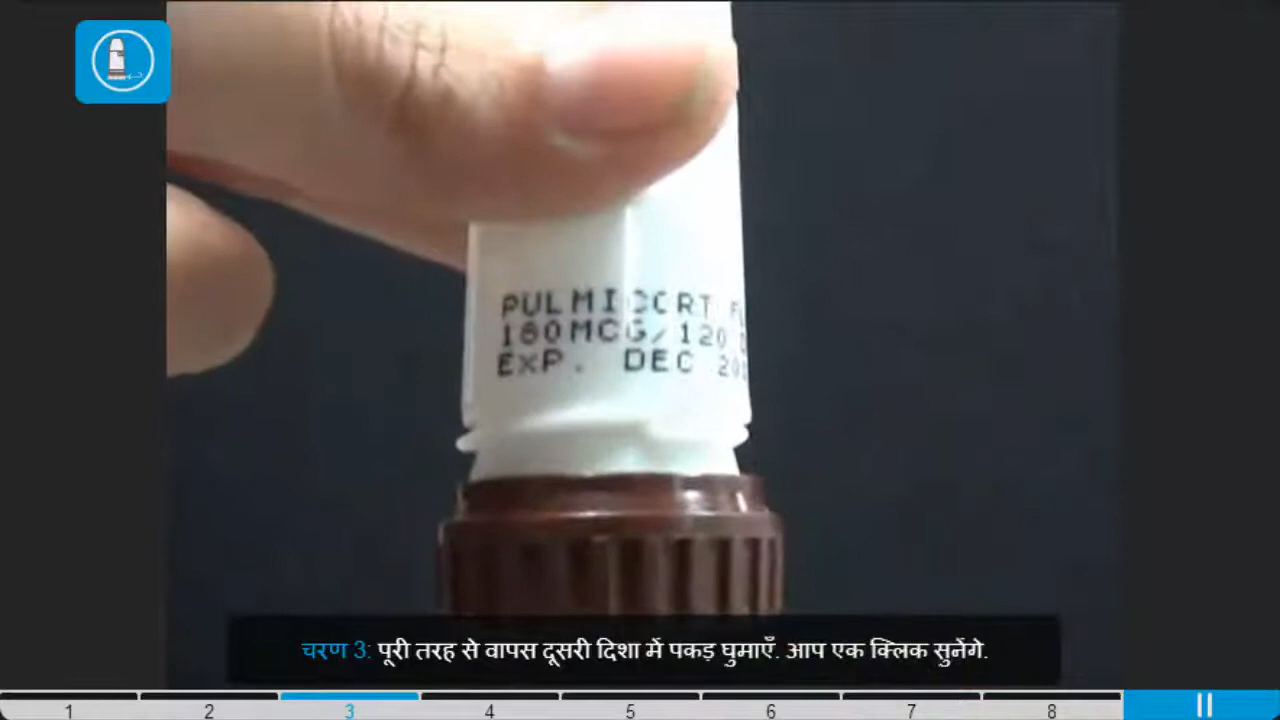 PULMICORT
180MCG/120
EXP. DEC
चरण 3: पूरी तरह से वापस दूसरी दिशा में पकड़ घुमाएँ. आप एक क्लिक सुनेंगे.
1 2 3 4 5 6 7 8